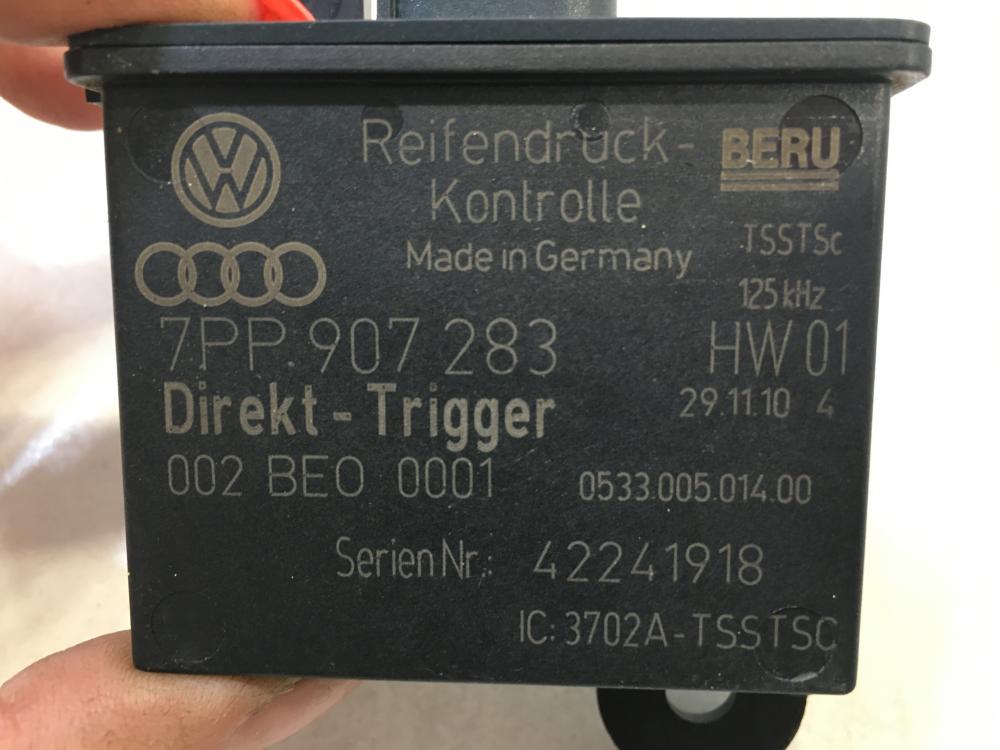 Reifendruck-
Kontrolle
Made in Germany
BERU
TSSTSc
125 kHz
7PP.907 283
HW 01
Direkt - Trigger
29.11.10 4
002 BEO 0001
0533.005.014.00
Serien Nr.: 42241918
IC: 3702A-TSSTSC